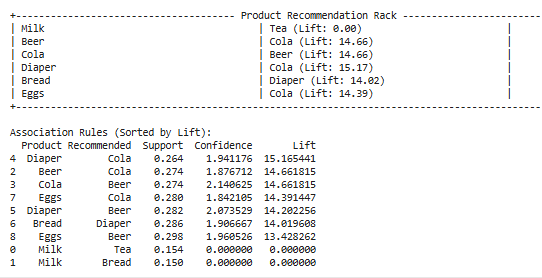 +------------------------------------ Product Recommendation Rack ----------------------
| Milk | Tea (Lift: 0.00) |
| Beer | Cola (Lift: 14.66) |
| Cola | Beer (Lift: 14.66) |
| Diaper | Cola (Lift: 15.17) |
| Bread | Diaper (Lift: 14.02) |
| Eggs | Cola (Lift: 14.39) |
+---------------------------------------------------------------------------------------
Association Rules (Sorted by Lift):
Product Recommended Support Confidence Lift
4 Diaper Cola 0.264 1.941176 15.165441
2 Beer Cola 0.274 1.876712 14.661815
3 Cola Beer 0.274 2.140625 14.661815
7 Eggs Cola 0.280 1.842105 14.391447
5 Diaper Beer 0.282 2.073529 14.202256
6 Bread Diaper 0.286 1.906667 14.019608
8 Eggs Beer 0.298 1.960526 13.428262
0 Milk Tea 0.154 0.000000 0.000000
1 Milk Bread 0.150 0.000000 0.000000